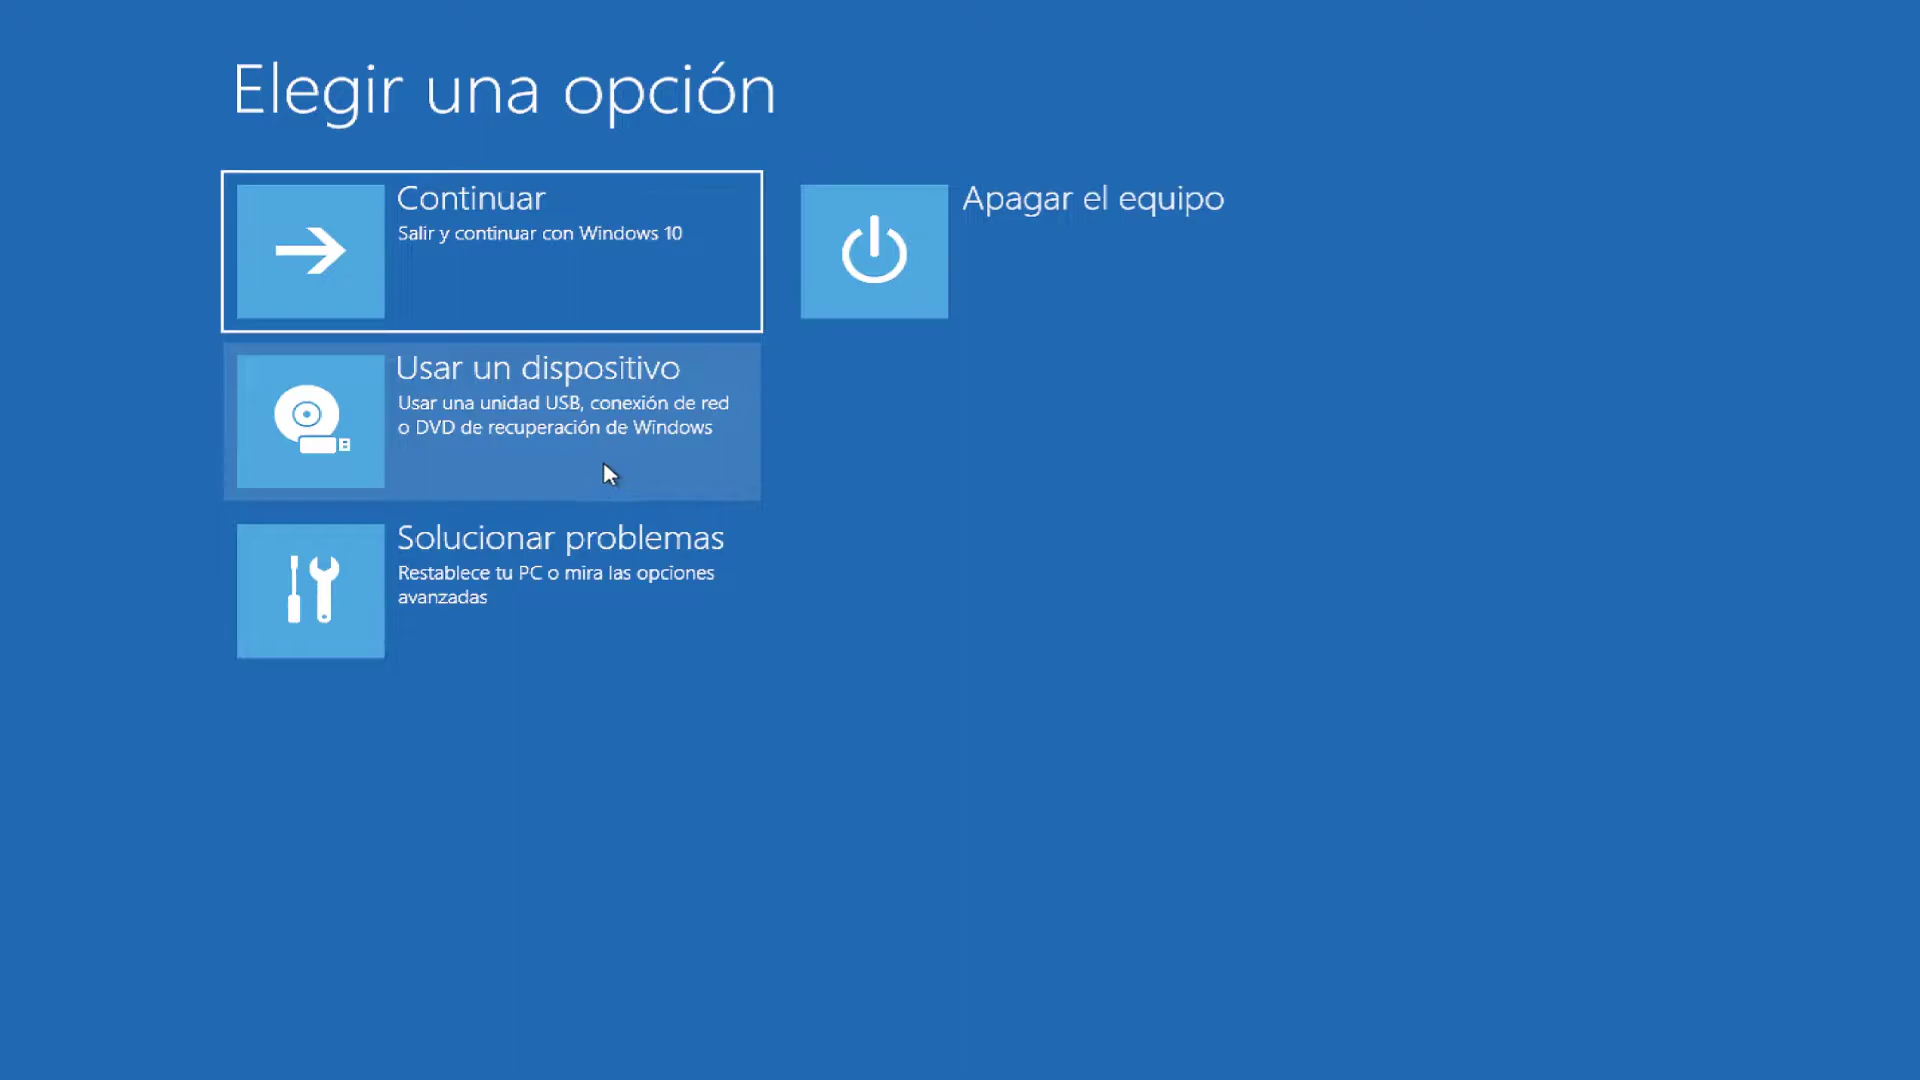 Elegir una opción
Continuar
Salir y continuar con Windows 10
Apagar el equipo
Usar un dispositivo
Usar una unidad USB, conexión de red
o DVD de recuperación de Windows
Solucionar problemas
Restablece tu PC o mira las opciones
avanzadas